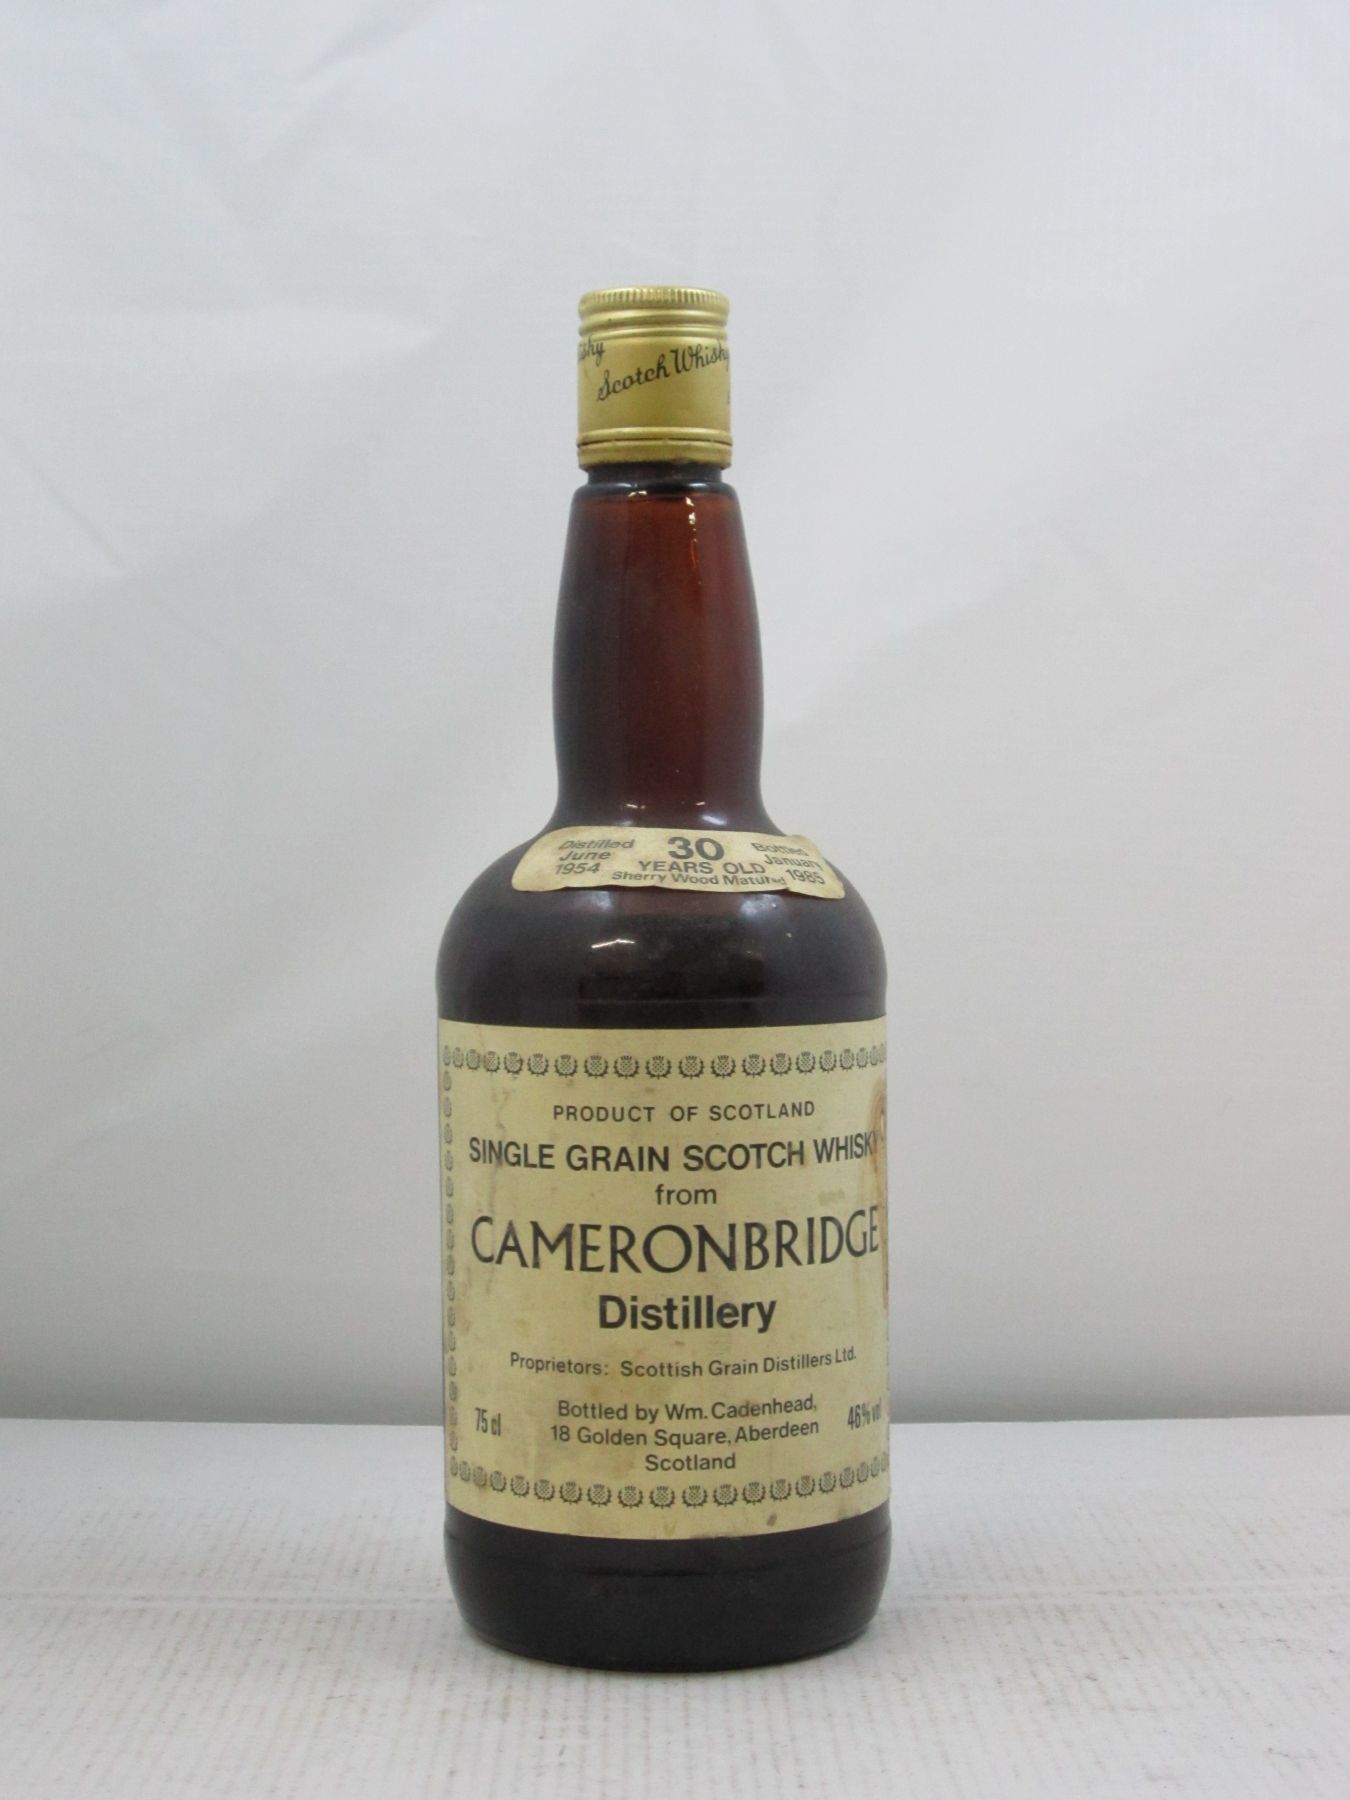 Scotch Whisky
Distilled June 1954
30 YEARS OLD
Sherry Wood Matured
Bottled January 1985
PRODUCT OF SCOTLAND
SINGLE GRAIN SCOTCH WHISKY
from
CAMERONBRIDGE
Distillery
Proprietors: Scottish Grain Distillers Ltd.
75 cl
Bottled by Wm. Cadenhead,
18 Golden Square, Aberdeen
Scotland
46% vol